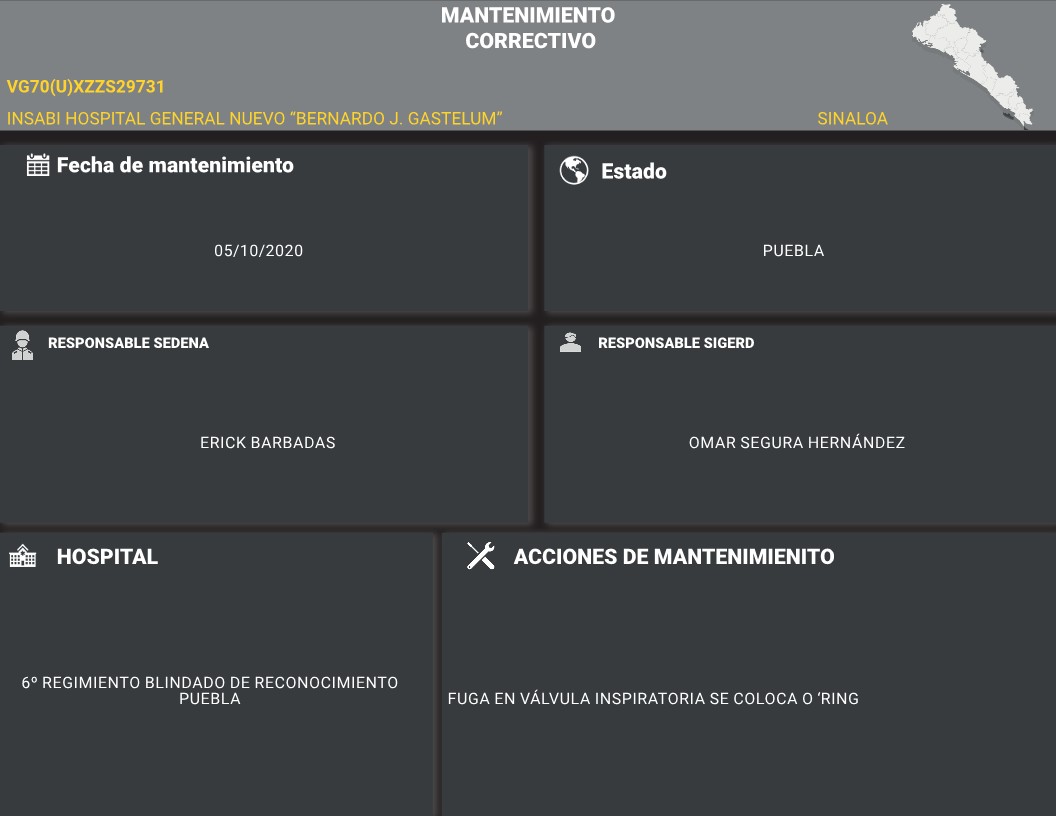 MANTENIMIENTO
CORRECTIVO
VG70(U)XZZS29731
INSABI HOSPITAL GENERAL NUEVO “BERNARDO J. GASTELUM”
SINALOA
Fecha de mantenimiento
05/10/2020
Estado
PUEBLA
RESPONSABLE SEDENA
ERICK BARBADAS
RESPONSABLE SIGERD
OMAR SEGURA HERNÁNDEZ
HOSPITAL
6º REGIMIENTO BLINDADO DE RECONOCIMIENTO
PUEBLA
ACCIONES DE MANTENIMIENITO
FUGA EN VÁLVULA INSPIRATORIA SE COLOCA O ‘RING